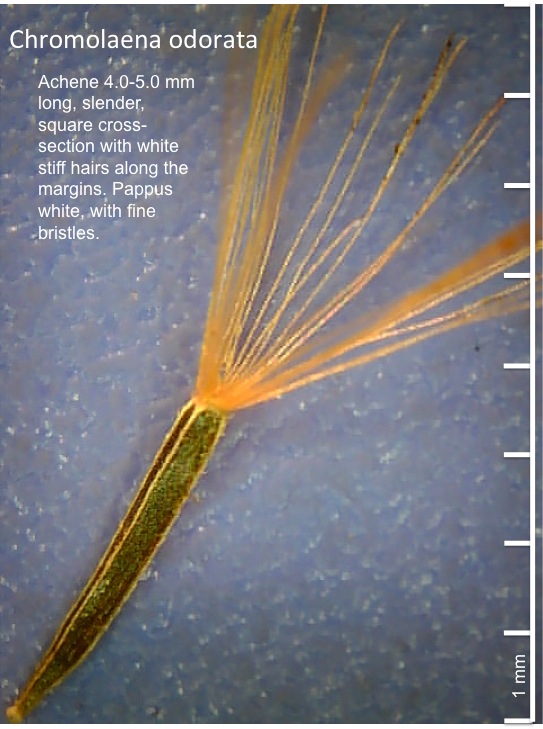 Chromolaena odorata
Achene 4.0-5.0 mm
long, slender,
square cross-
section with white
stiff hairs along the
margins. Pappus
white, with fine
bristles.
1 mm